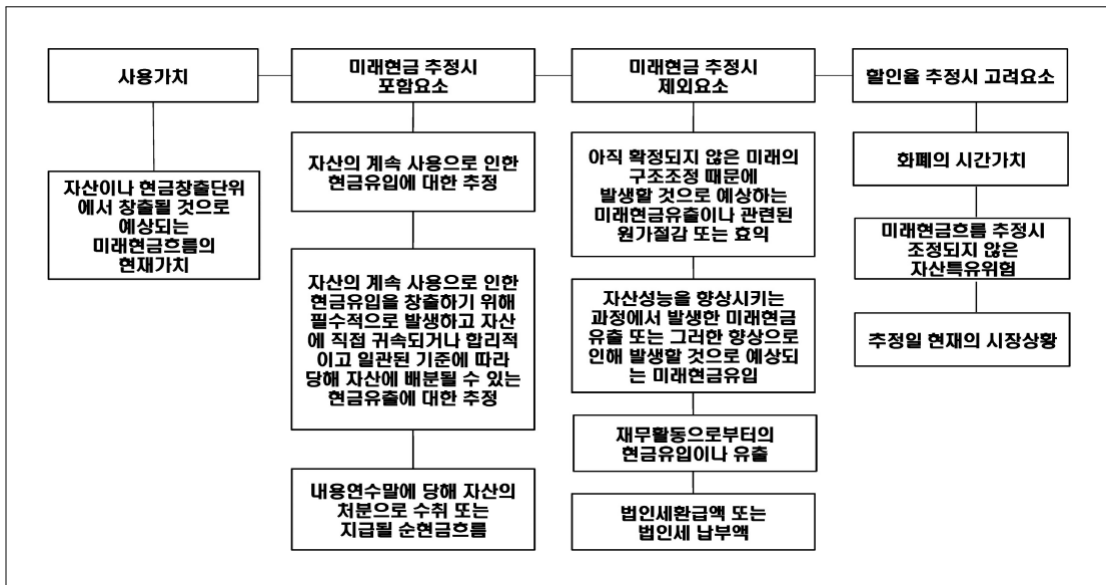 사용가치
자산이나 현금창출단위
에서 창출될 것으로
예상되는
미래현금흐름의
현재가치
미래현금 추정시
포함요소
자산의 계속 사용으로 인한
현금유입에 대한 추정
자산의 계속 사용으로 인한
현금유입을 창출하기 위해
필수적으로 발생하고 자산
에 직접 귀속되거나 합리적
이고 일관된 기준에 따라
당해 자산에 배분될 수 있는
현금유출에 대한 추정
내용연수말에 당해 자산의
처분으로 수취 또는
지급될 순현금흐름
미래현금 추정시
제외요소
아직 확정되지 않은 미래의
구조조정 때문에
발생할 것으로 예상하는
미래현금유출이나 관련된
원가절감 또는 효익
자산성능을 향상시키는
과정에서 발생한 미래현금
유출 또는 그러한 향상으로
인해 발생할 것으로 예상되
는 미래현금유입
재무활동으로부터의
현금유입이나 유출
법인세환급액 또는
법인세 납부액
할인율 추정시 고려요소
화폐의 시간가치
미래현금흐름 추정시
조정되지 않은
자산특유위험
추정일 현재의 시장상황